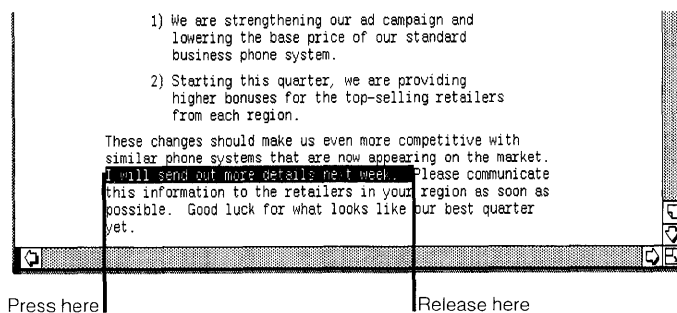 1) We are strengthening our ad campaign and
lowering the base price of our standard
business phone system.
2) Starting this quarter, we are providing
higher bonuses for the top-selling retailers
from each region.
These changes should make us even more competitive with
similar phone systems that are now appearing on the market.
I will send out more details next week. Please communicate
this information to the retailers in your region as soon as
possible. Good luck for what looks like our best quarter
yet.
Press here
Release here